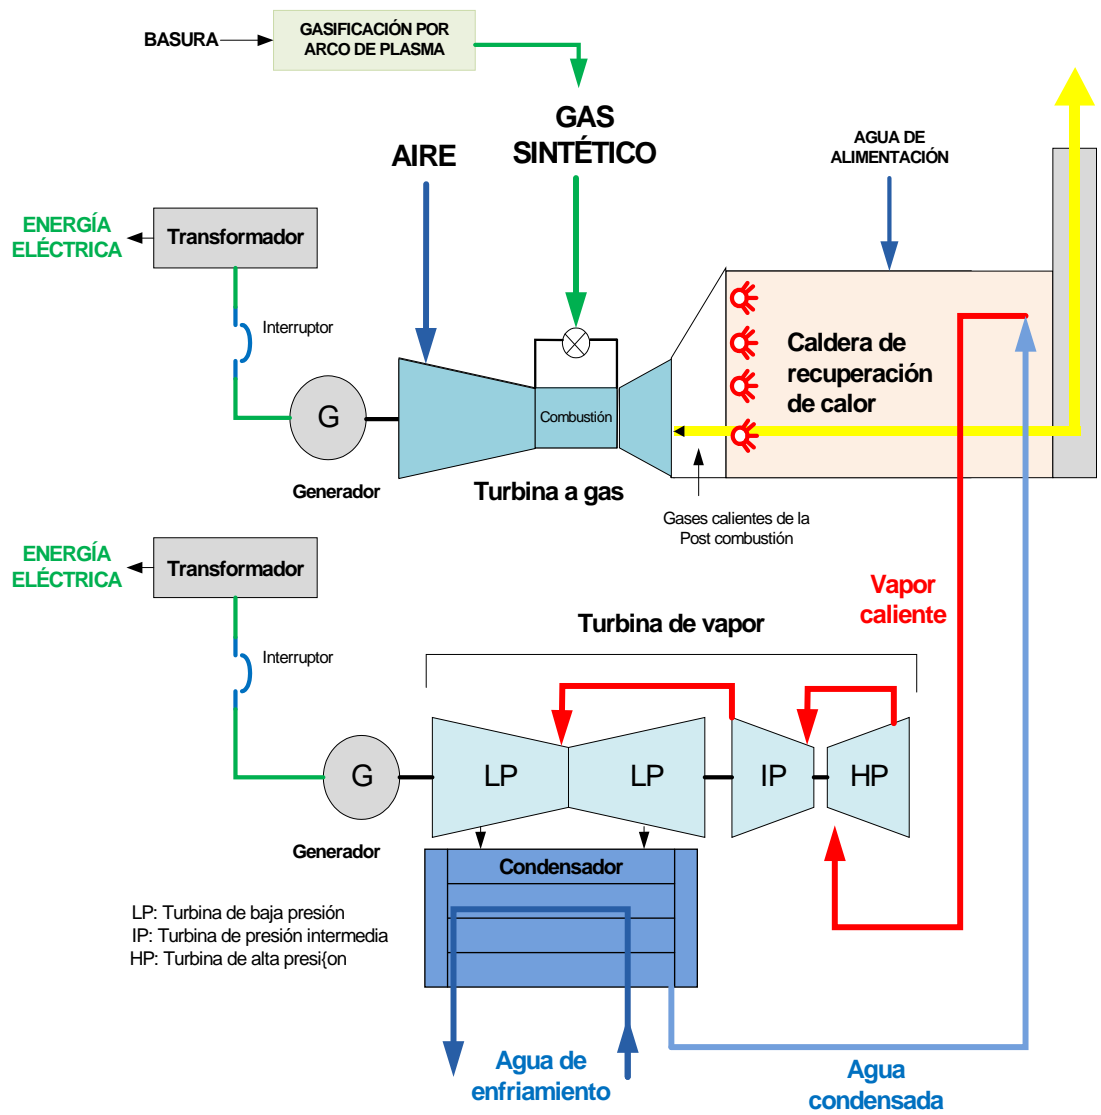 BASURA
GASIFICACIÓN POR
ARCO DE PLASMA
GAS
SINTÉTICO
AIRE
AGUA DE
ALIMENTACIÓN
ENERGÍA
ELÉCTRICA
Transformador
Interruptor
G
Generador
Combustión
Turbina a gas
Caldera de
recuperación
de calor
Gases calientes de la
Post combustión
ENERGÍA
ELÉCTRICA
Transformador
Interruptor
Vapor
caliente
Turbina de vapor
G
LP
LP
IP
HP
Generador
Condensador
LP: Turbina de baja presión
IP: Turbina de presión intermedia
HP: Turbina de alta presi{on
Agua de
enfriamiento
Agua
condensada